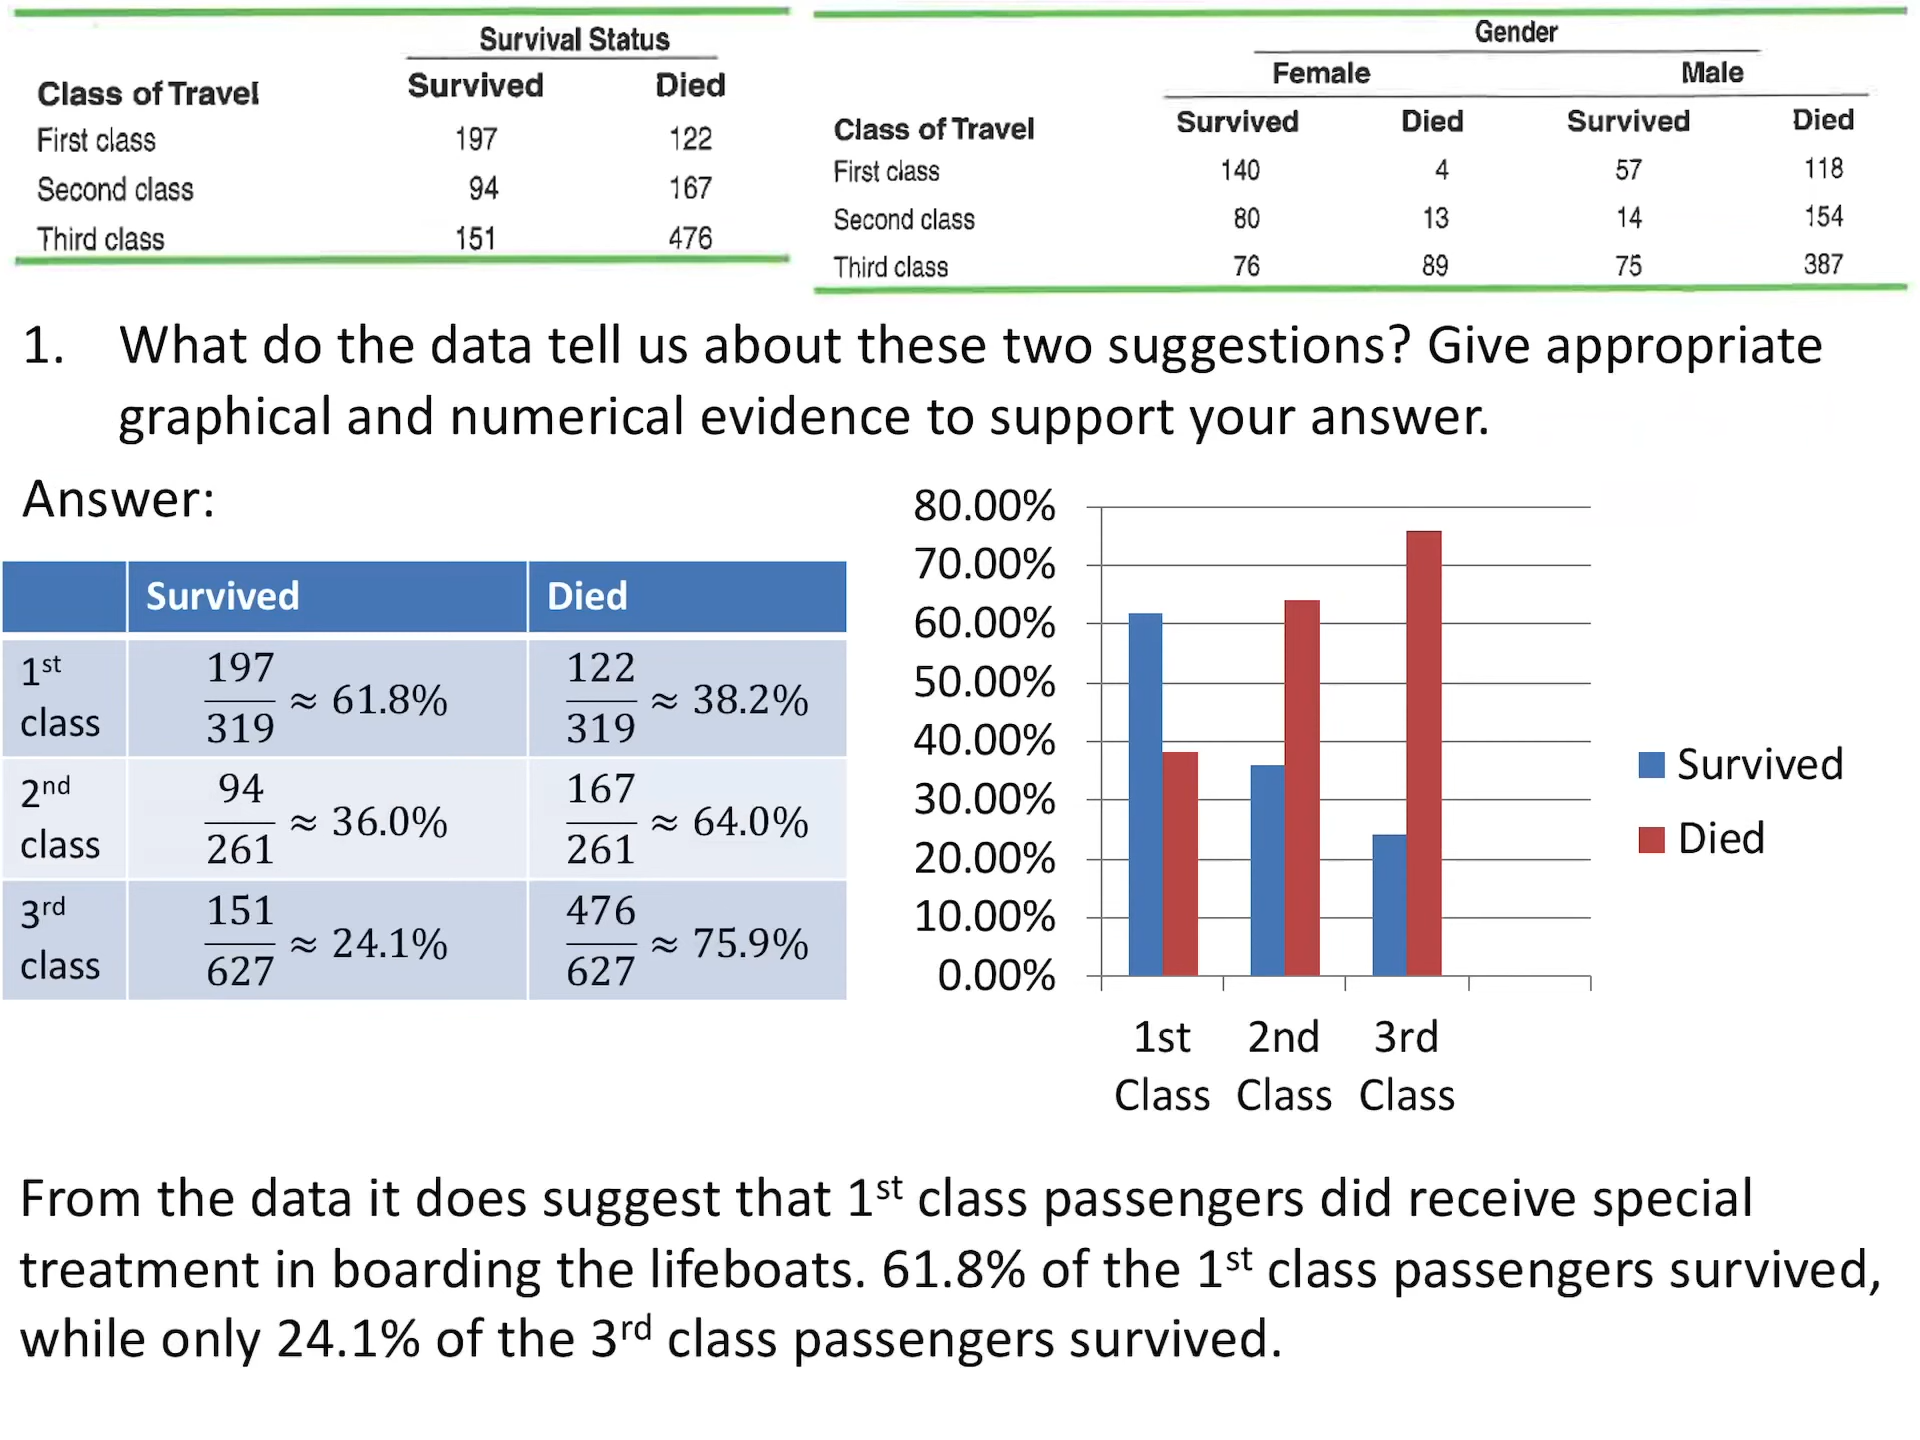 Survival Status
Class of Travel Survived Died
First class 197 122
Second class 94 167
Third class 151 476
Gender
Female Male
Class of Travel Survived Died Survived Died
First class 140 4 57 118
Second class 80 13 14 154
Third class 76 89 75 387
1. What do the data tell us about these two suggestions? Give appropriate
graphical and numerical evidence to support your answer.
Answer:
Survived Died
1st class 197/319 ≈ 61.8% 122/319 ≈ 38.2%
2nd class 94/261 ≈ 36.0% 167/261 ≈ 64.0%
3rd class 151/627 ≈ 24.1% 476/627 ≈ 75.9%
80.00%
70.00%
60.00%
50.00%
40.00%
30.00%
20.00%
10.00%
0.00%
1st 2nd 3rd
Class Class Class
Survived
Died
From the data it does suggest that 1st class passengers did receive special
treatment in boarding the lifeboats. 61.8% of the 1st class passengers survived,
while only 24.1% of the 3rd class passengers survived.